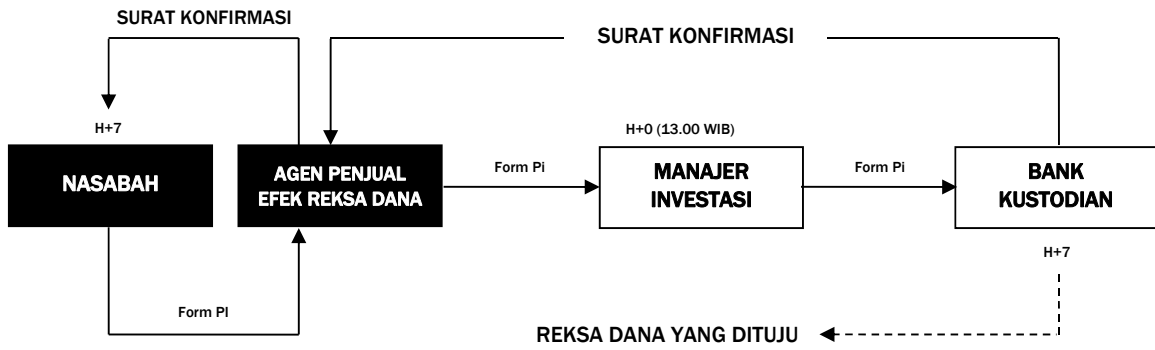 SURAT KONFIRMASI
SURAT KONFIRMASI
H+7
H+0 (13.00 WIB)
NASABAH
AGEN PENJUAL
EFEK REKSA DANA
Form Pi
MANAJER
INVESTASI
Form Pi
BANK
KUSTODIAN
H+7
Form PI
REKSA DANA YANG DITUJU